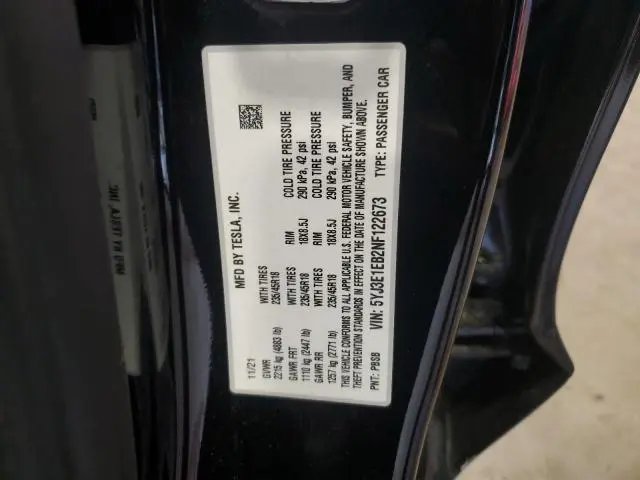 MFD BY TESLA, INC.
11/21
GVWR
2215 kg (4883 lb)
GAWR FRT WITH TIRES RIM COLD TIRE PRESSURE
1110 kg (2447 lb) 235/45R18 18X8.5J 290 kPa, 42 psi
GAWR RR WITH TIRES RIM COLD TIRE PRESSURE
1257 kg (2771 lb) 235/45R18 18X8.5J 290 kPa, 42 psi
THIS VEHICLE CONFORMS TO ALL APPLICABLE U.S. FEDERAL MOTOR VEHICLE SAFETY, BUMPER, AND
THEFT PREVENTION STANDARDS IN EFFECT ON THE DATE OF MANUFACTURE SHOWN ABOVE.
VIN: 5YJ3E1EB2NF122673 TYPE: PASSENGER CAR
PNT: PBSB